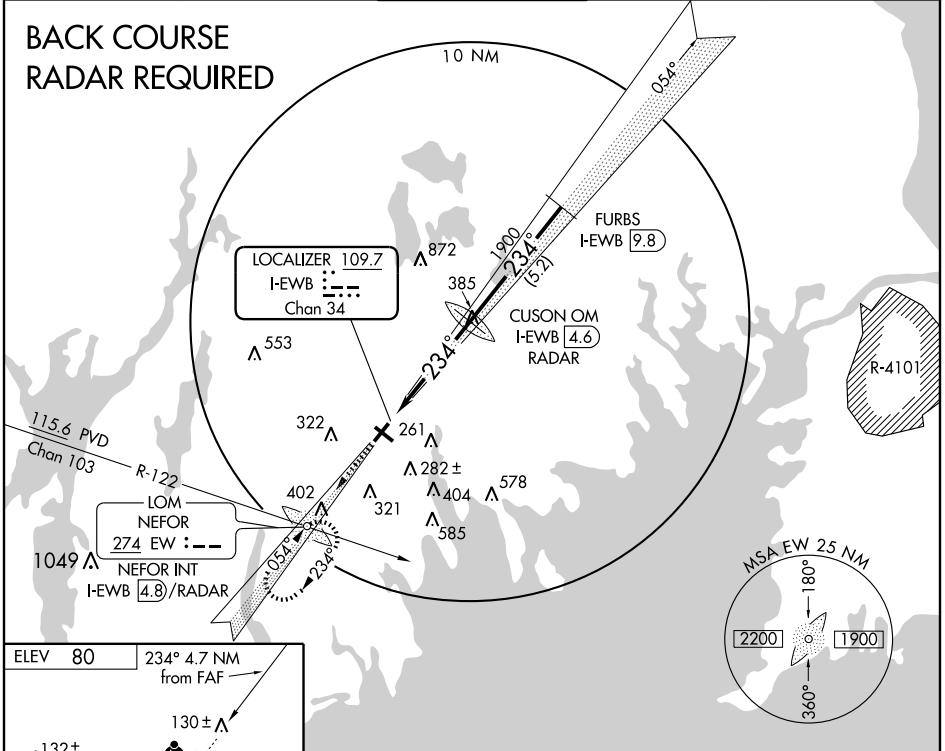 BACK COURSE
RADAR REQUIRED
10 NM
054°
FURBS
I-EWB 9.8
1900
234°
(5.2)
872
LOCALIZER 109.7
I-EWB
Chan 34
385
CUSON OM
I-EWB 4.6
RADAR
553
234°
R-4101
322
261
115.6 PVD
Chan 103
R-122
282 ±
404
578
321
585
402
LOM
NEFOR
274 EW
NEFOR INT
I-EWB 4.8/RADAR
1049
054°
234°
MSA EW 25 NM
180°
2200
1900
360°
ELEV 80
234° 4.7 NM
from FAF
130 ±
132±